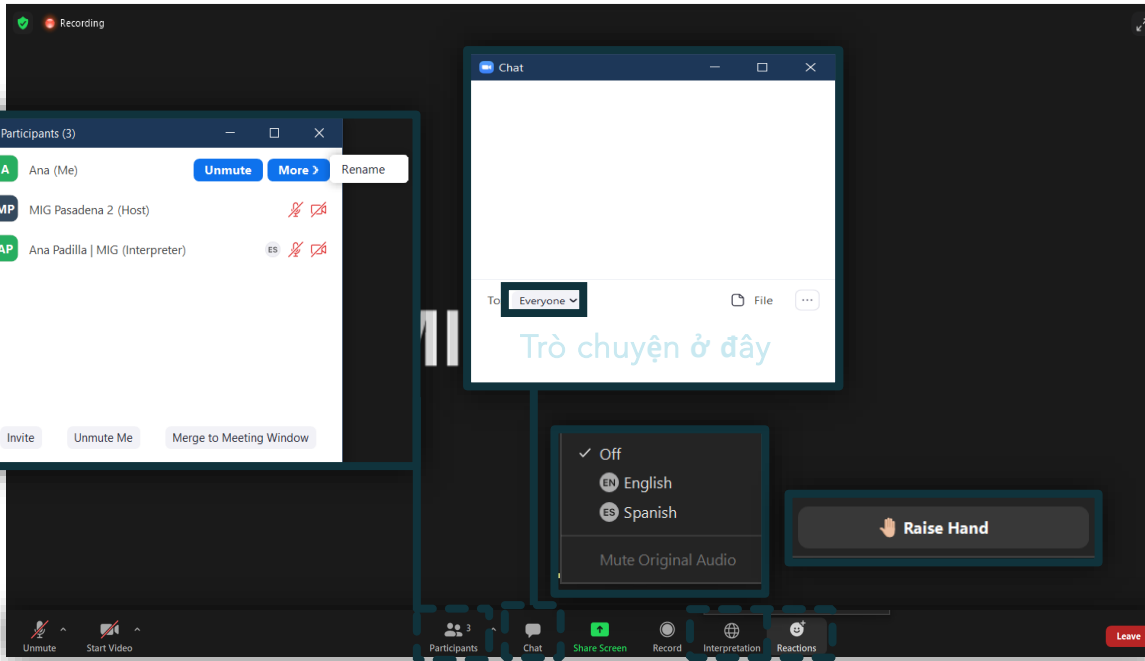 Recording
Chat
Participants (3)
A Ana (Me) Unmute More > Rename
MP MIG Pasadena 2 (Host)
AP Ana Padilla | MIG (Interpreter) ES
To Everyone File ...
MI
Trò chuyện ở đây
Invite Unmute Me Merge to Meeting Window
Off
EN English
ES Spanish
Mute Original Audio
Raise Hand
3
Unmute Start Video Participants Chat Share Screen Record Interpretation Reactions Leave